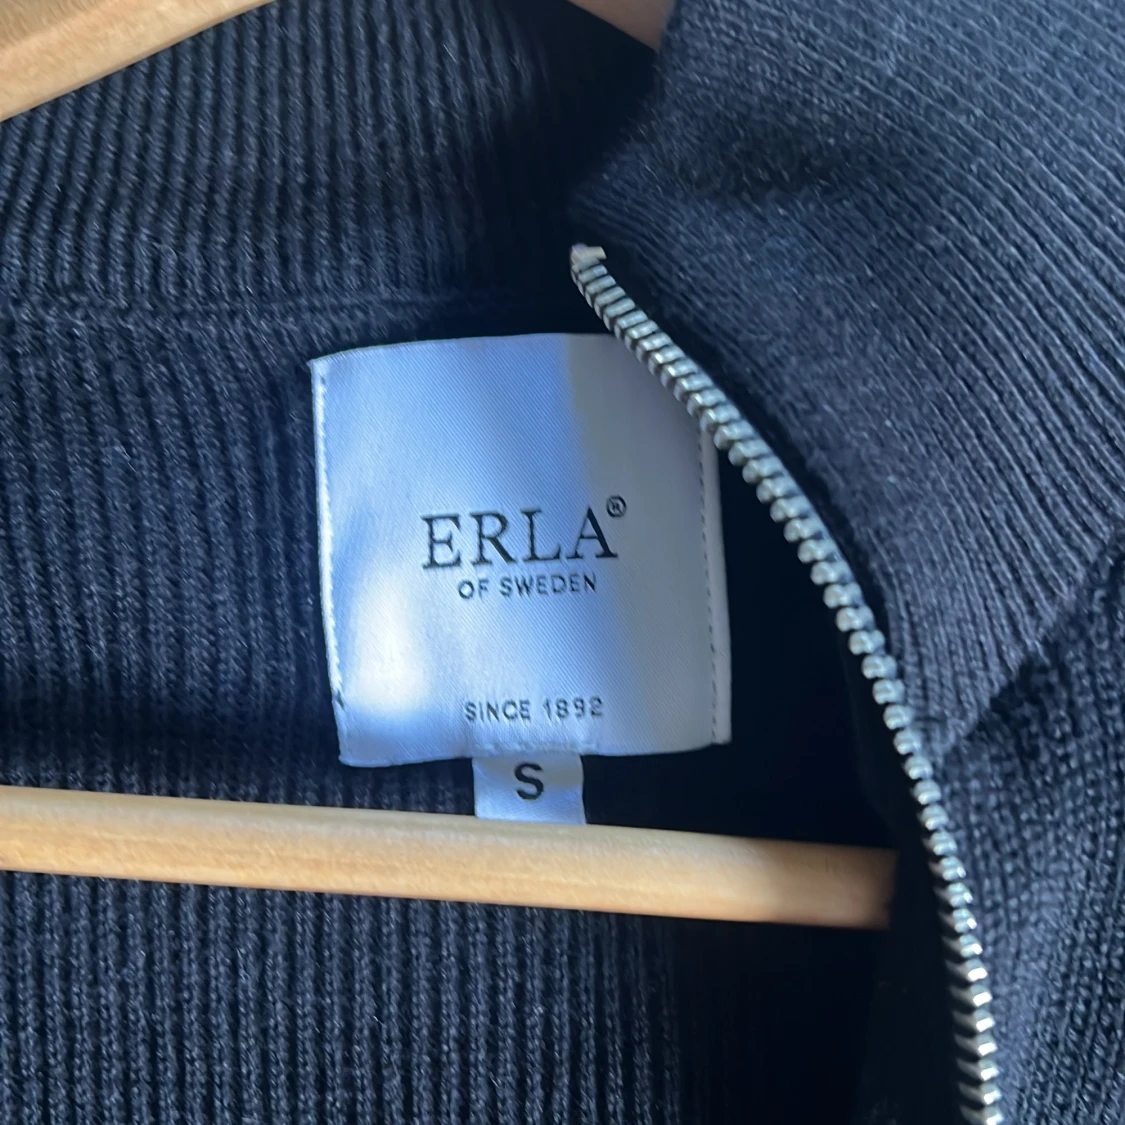 ERLA®
OF SWEDEN
SINCE 1892
S